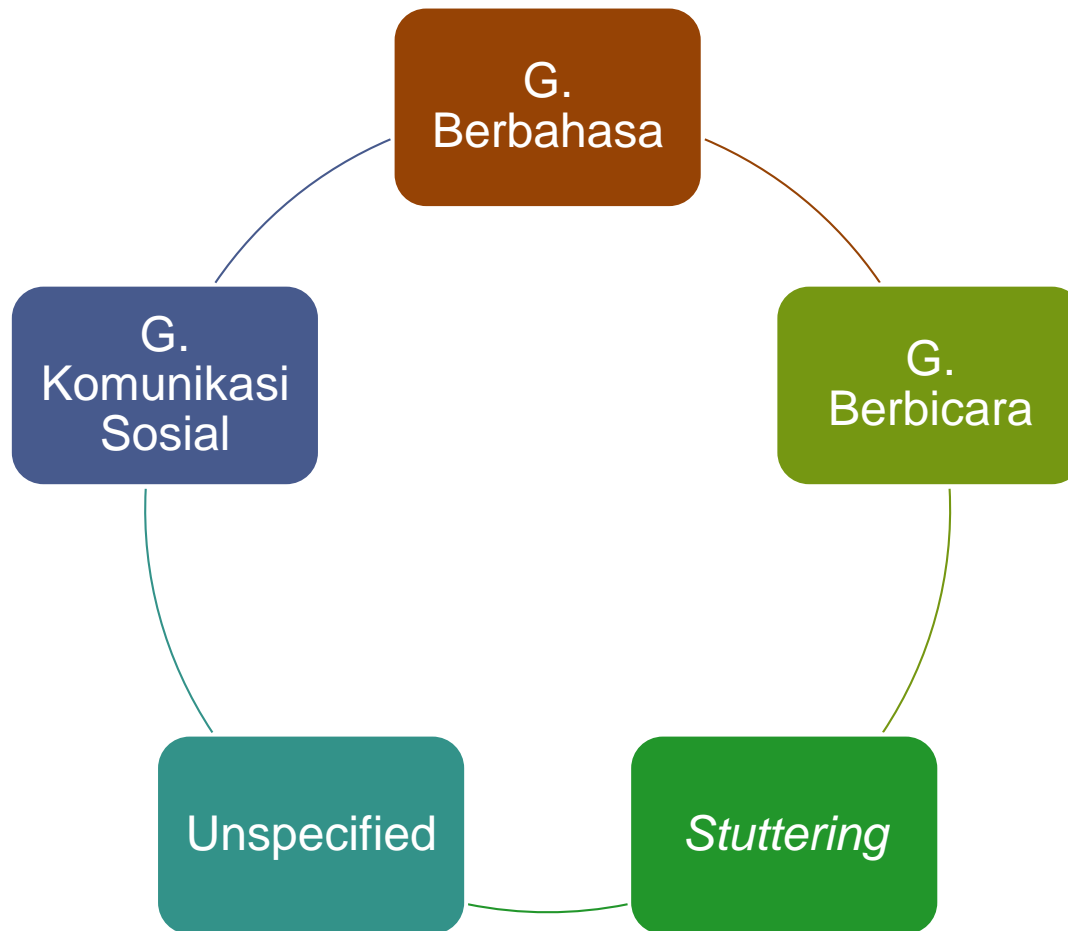 G.
Berbahasa
G.
Berbicara
Stuttering
Unspecified
G.
Komunikasi
Sosial